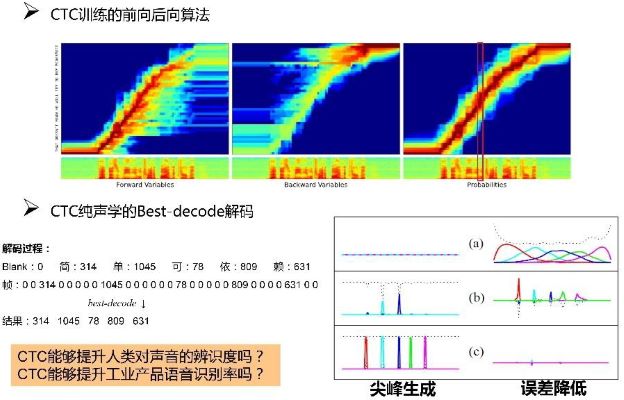 CTC训练的前向后向算法
Forward Variables
Backward Variables
Probabilities
CTC纯声学的Best-decode解码
解码过程：
Blank：0 简：314 单：1045 可：78 依：809 赖：631
帧：0 0 314 0 0 0 0 0 1045 0 0 0 0 0 0 78 0 0 0 0 0 809 0 0 0 0 631 0 0
best-decode ↓
结果：314 1045 78 809 631
CTC能够提升人类对声音的辨识度吗？
CTC能够提升工业产品语音识别率吗？
(a)
(b)
(c)
尖峰生成
误差降低